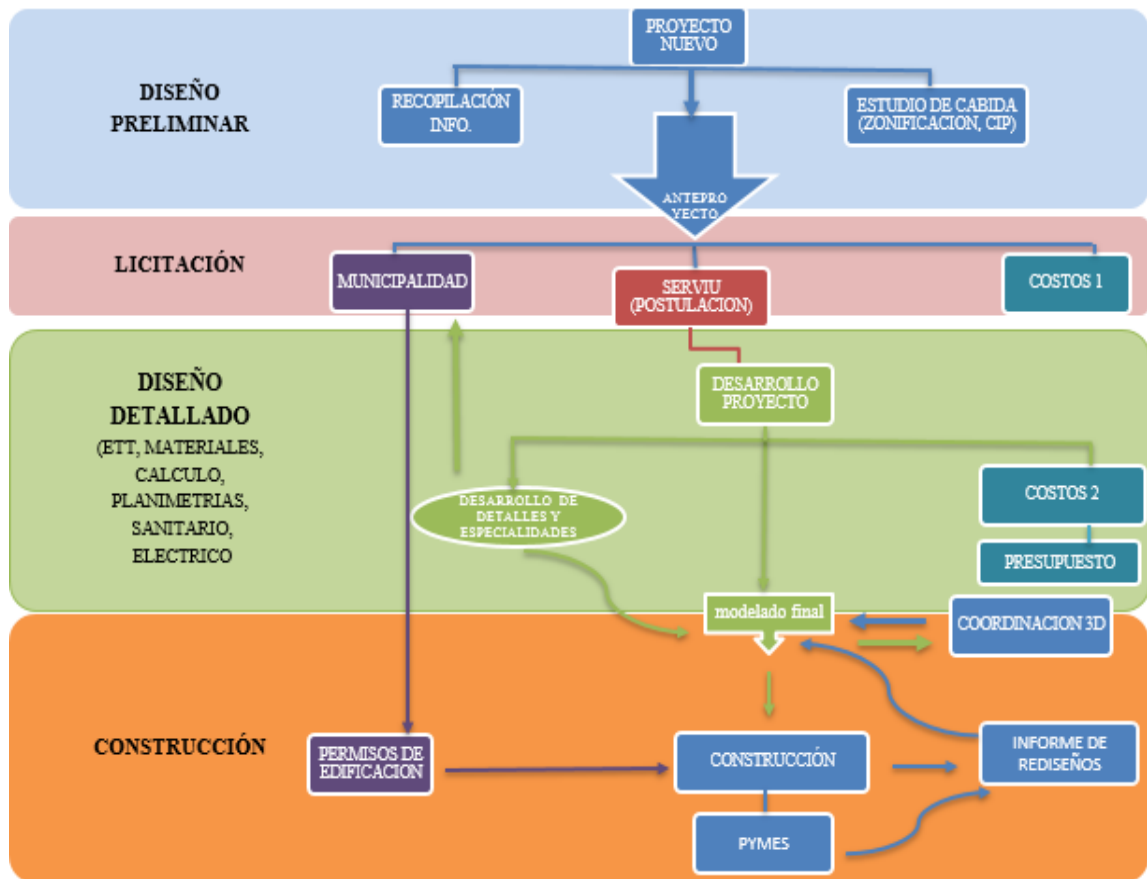 PROYECTO
NUEVO
DISEÑO
PRELIMINAR
RECOPILACIÓN
INFO.
ESTUDIO DE CABIDA
(ZONIFICACION, CIP)
ANTEPRO
YECTO
LICITACIÓN
MUNICIPALIDAD
SERVIU
(POSTULACION)
COSTOS 1
DISEÑO
DETALLADO
(ETT, MATERIALES,
CALCULO,
PLANIMETRIAS,
SANITARIO,
ELECTRICO
DESARROLLO
PROYECTO
DESARROLLO DE
DETALLES Y
ESPECIALIDADES
COSTOS 2
PRESUPUESTO
modelado final
COORDINACION 3D
CONSTRUCCIÓN
PERMISOS DE
EDIFICACION
CONSTRUCCIÓN
INFORME DE
REDISEÑOS
PYMES